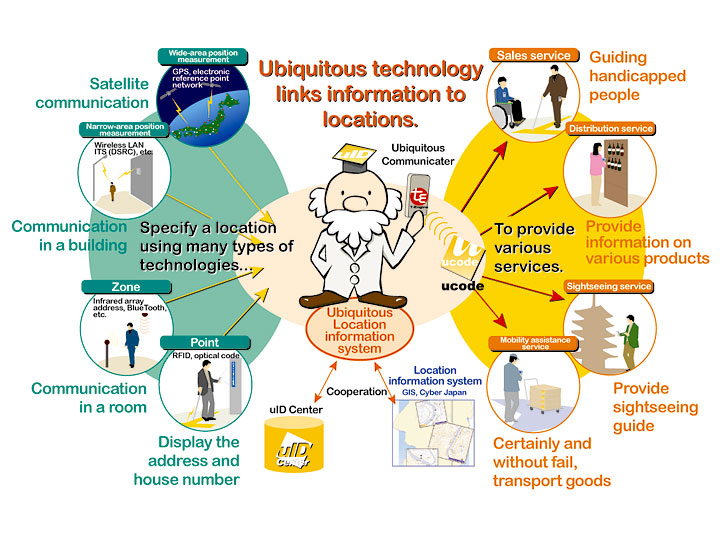 Ubiquitous technology
links information to
locations.
Wide-area position
measurement
GPS, electronic
reference point
network
Satellite
communication
Narrow-area position
measurement
Wireless LAN
ITS (DSRC), etc.
Communication
in a building
Specify a location
using many types of
technologies...
Zone
Infrared array
address, BlueTooth,
etc.
Communication
in a room
Point
RFID, optical code
Display the
address and
house number
uID
Ubiquitous
Communicater
T-Engine
ucode
ucode
Ubiquitous
Location
information
system
Cooperation
uID Center
uID
Center
Location
information system
GIS, Cyber Japan
To provide
various
services.
Sales service
Guiding
handicapped
people
Distribution service
Provide
information on
various products
Sightseeing service
Provide
sightseeing
guide
Mobility assistance
service
Certainly and
without fail,
transport goods